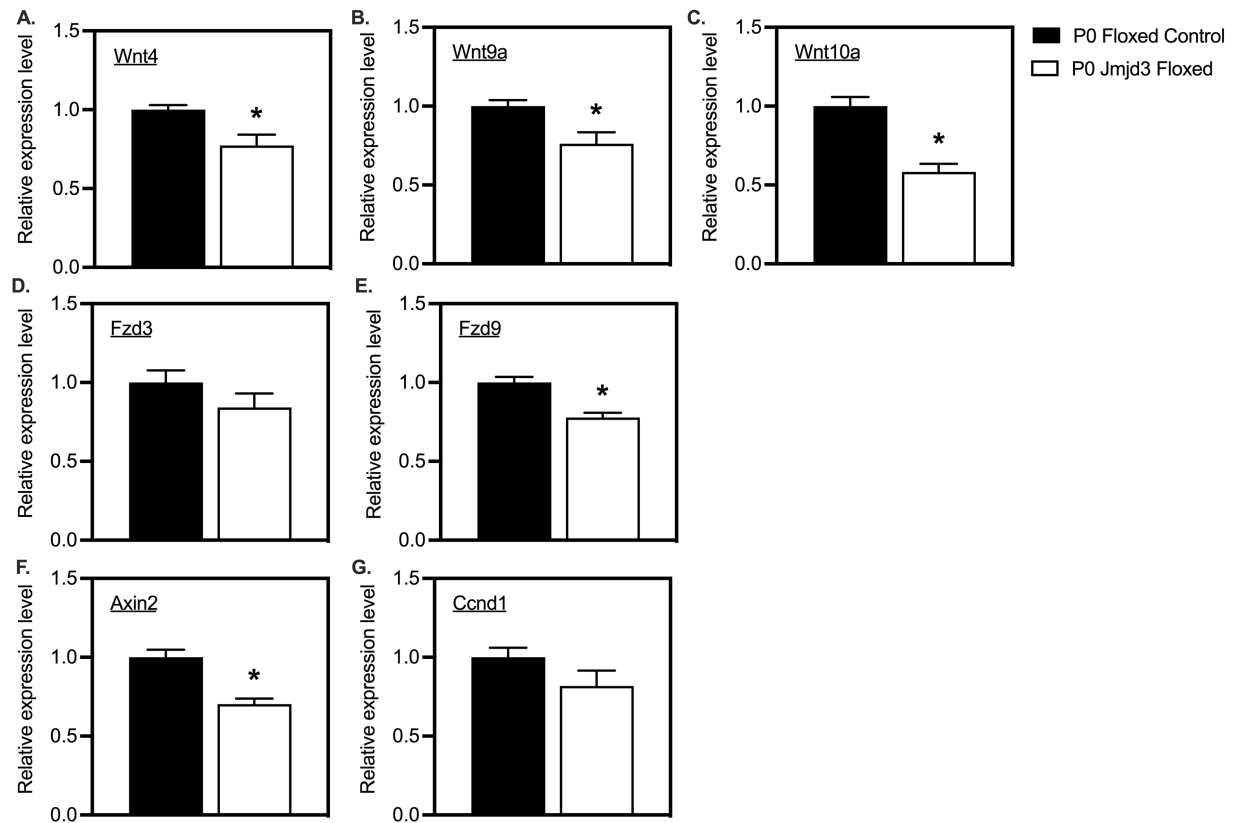 A.
Relative expression level
1.5
1.0
0.5
0.0
Wnt4
*
B.
Relative expression level
1.5
1.0
0.5
0.0
Wnt9a
*
C.
Relative expression level
1.5
1.0
0.5
0.0
Wnt10a
*
P0 Floxed Control
P0 Jmjd3 Floxed
D.
Relative expression level
1.5
1.0
0.5
0.0
Fzd3
E.
Relative expression level
1.5
1.0
0.5
0.0
Fzd9
*
F.
Relative expression level
1.5
1.0
0.5
0.0
Axin2
*
G.
Relative expression level
1.5
1.0
0.5
0.0
Ccnd1